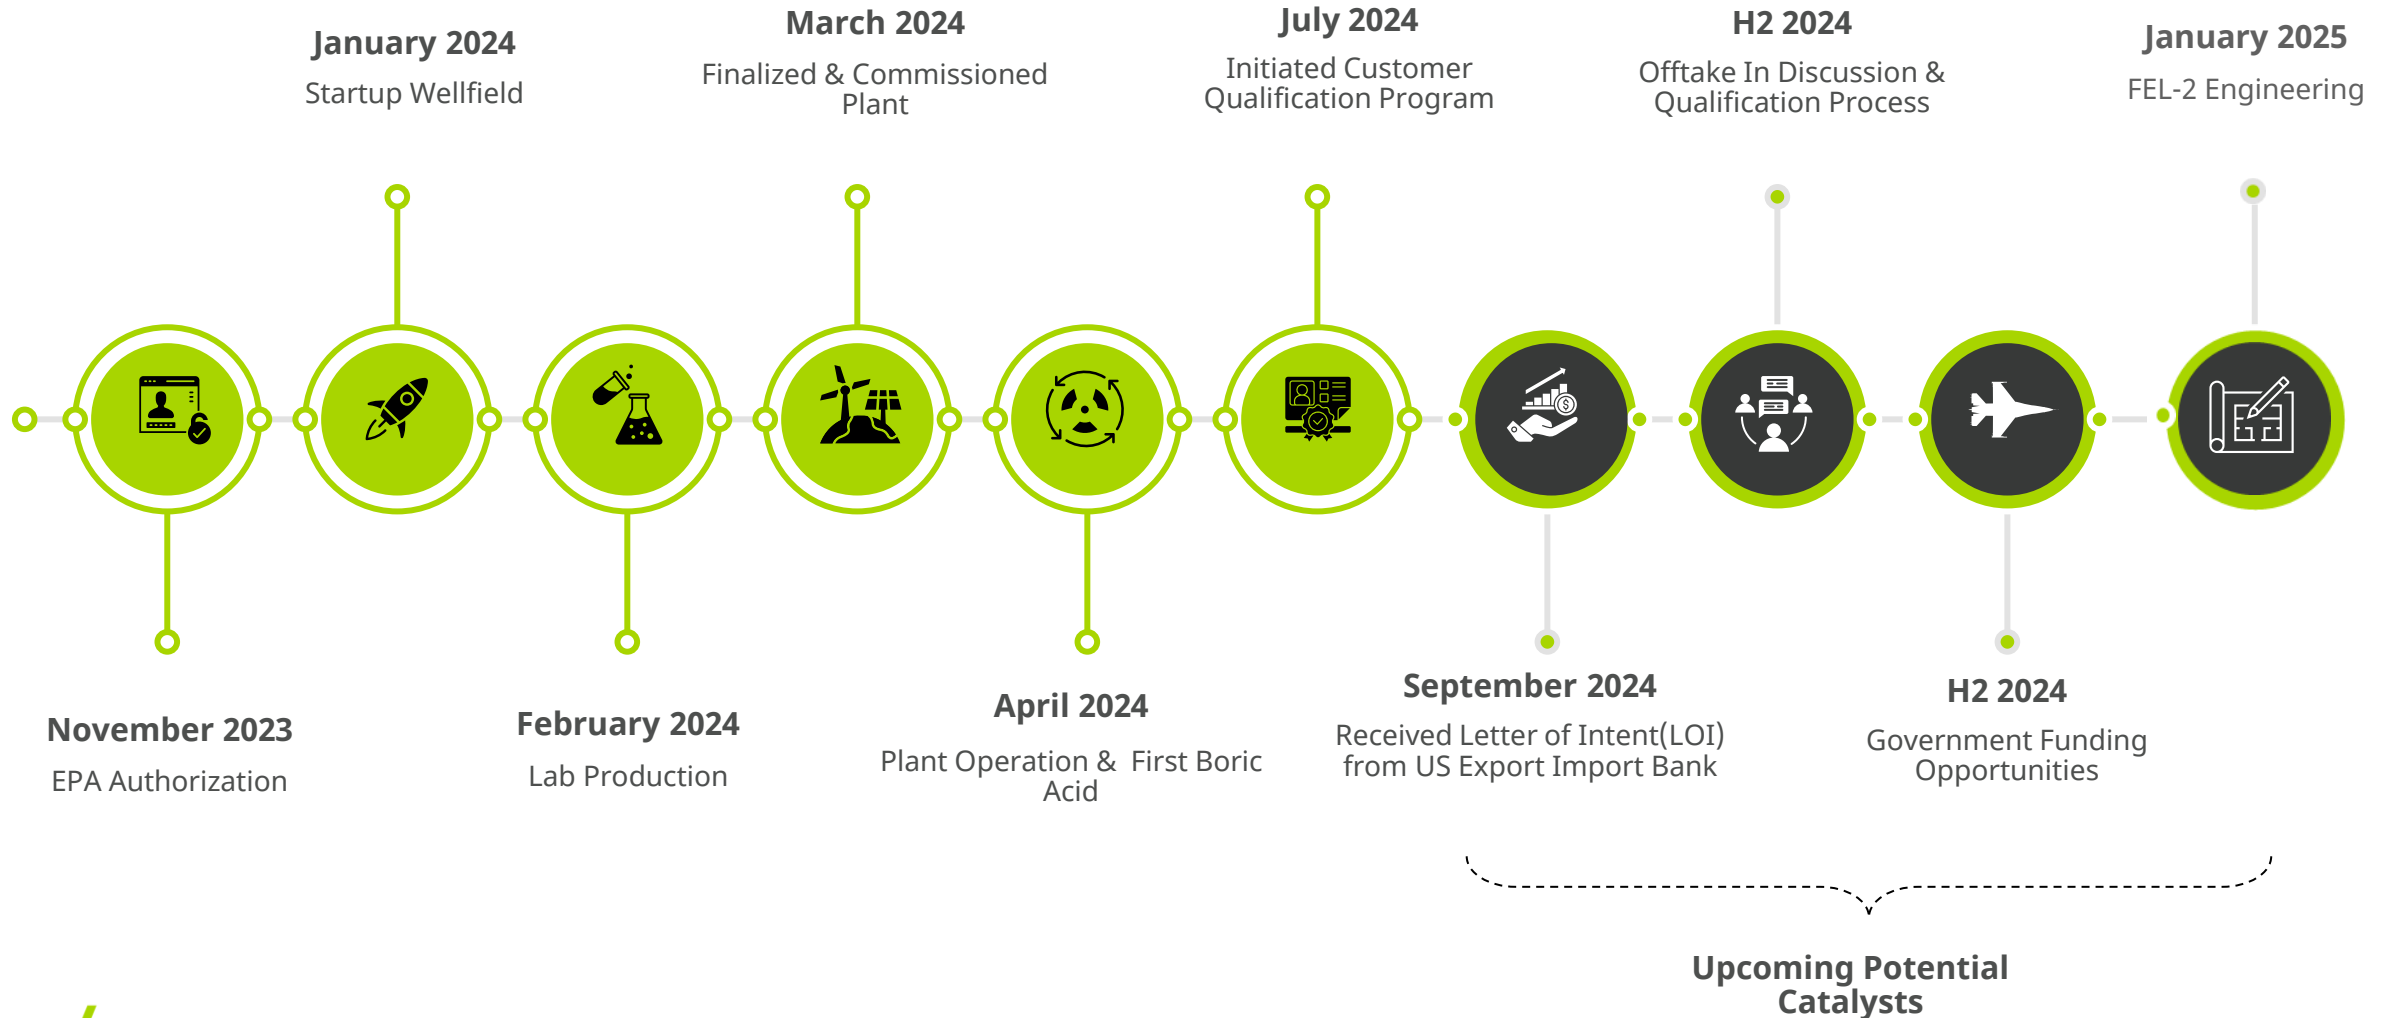 January 2024
Startup Wellfield
March 2024
Finalized & Commissioned
Plant
July 2024
Initiated Customer
Qualification Program
H2 2024
Offtake In Discussion &
Qualification Process
January 2025
FEL-2 Engineering
November 2023
EPA Authorization
February 2024
Lab Production
April 2024
Plant Operation &  First Boric
Acid
September 2024
Received Letter of Intent(LOI)
from US Export Import Bank
H2 2024
Government Funding
Opportunities
Upcoming Potential
Catalysts